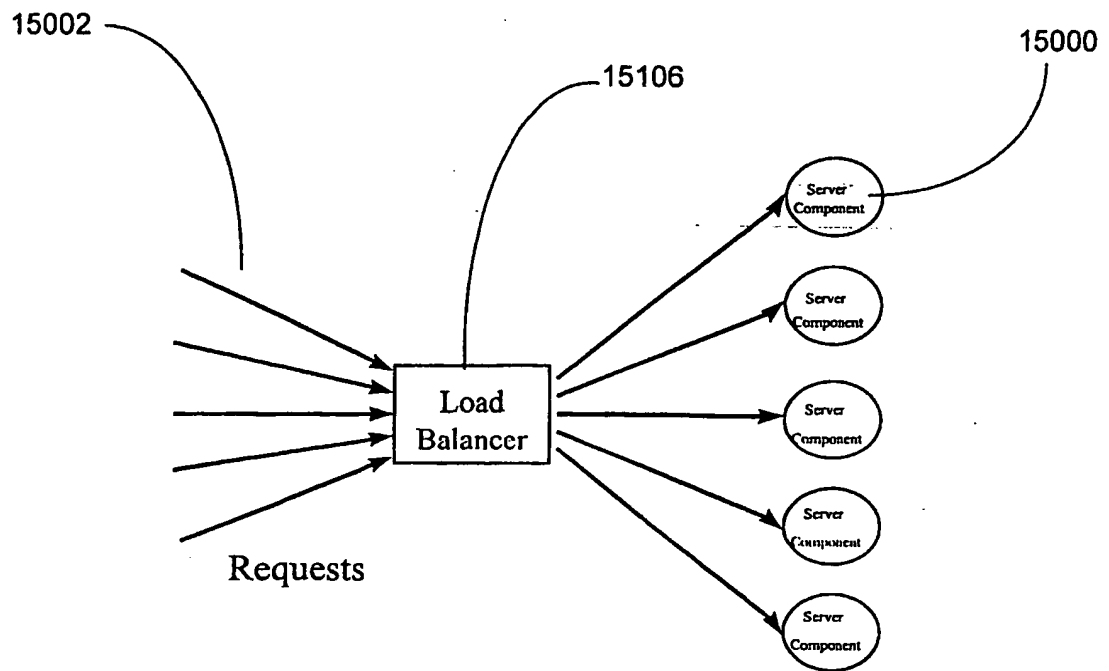 15002
15000
15106
Server
Component
Server
Component
Load
Balancer
Server
Component
Server
Component
Requests
Server
Component